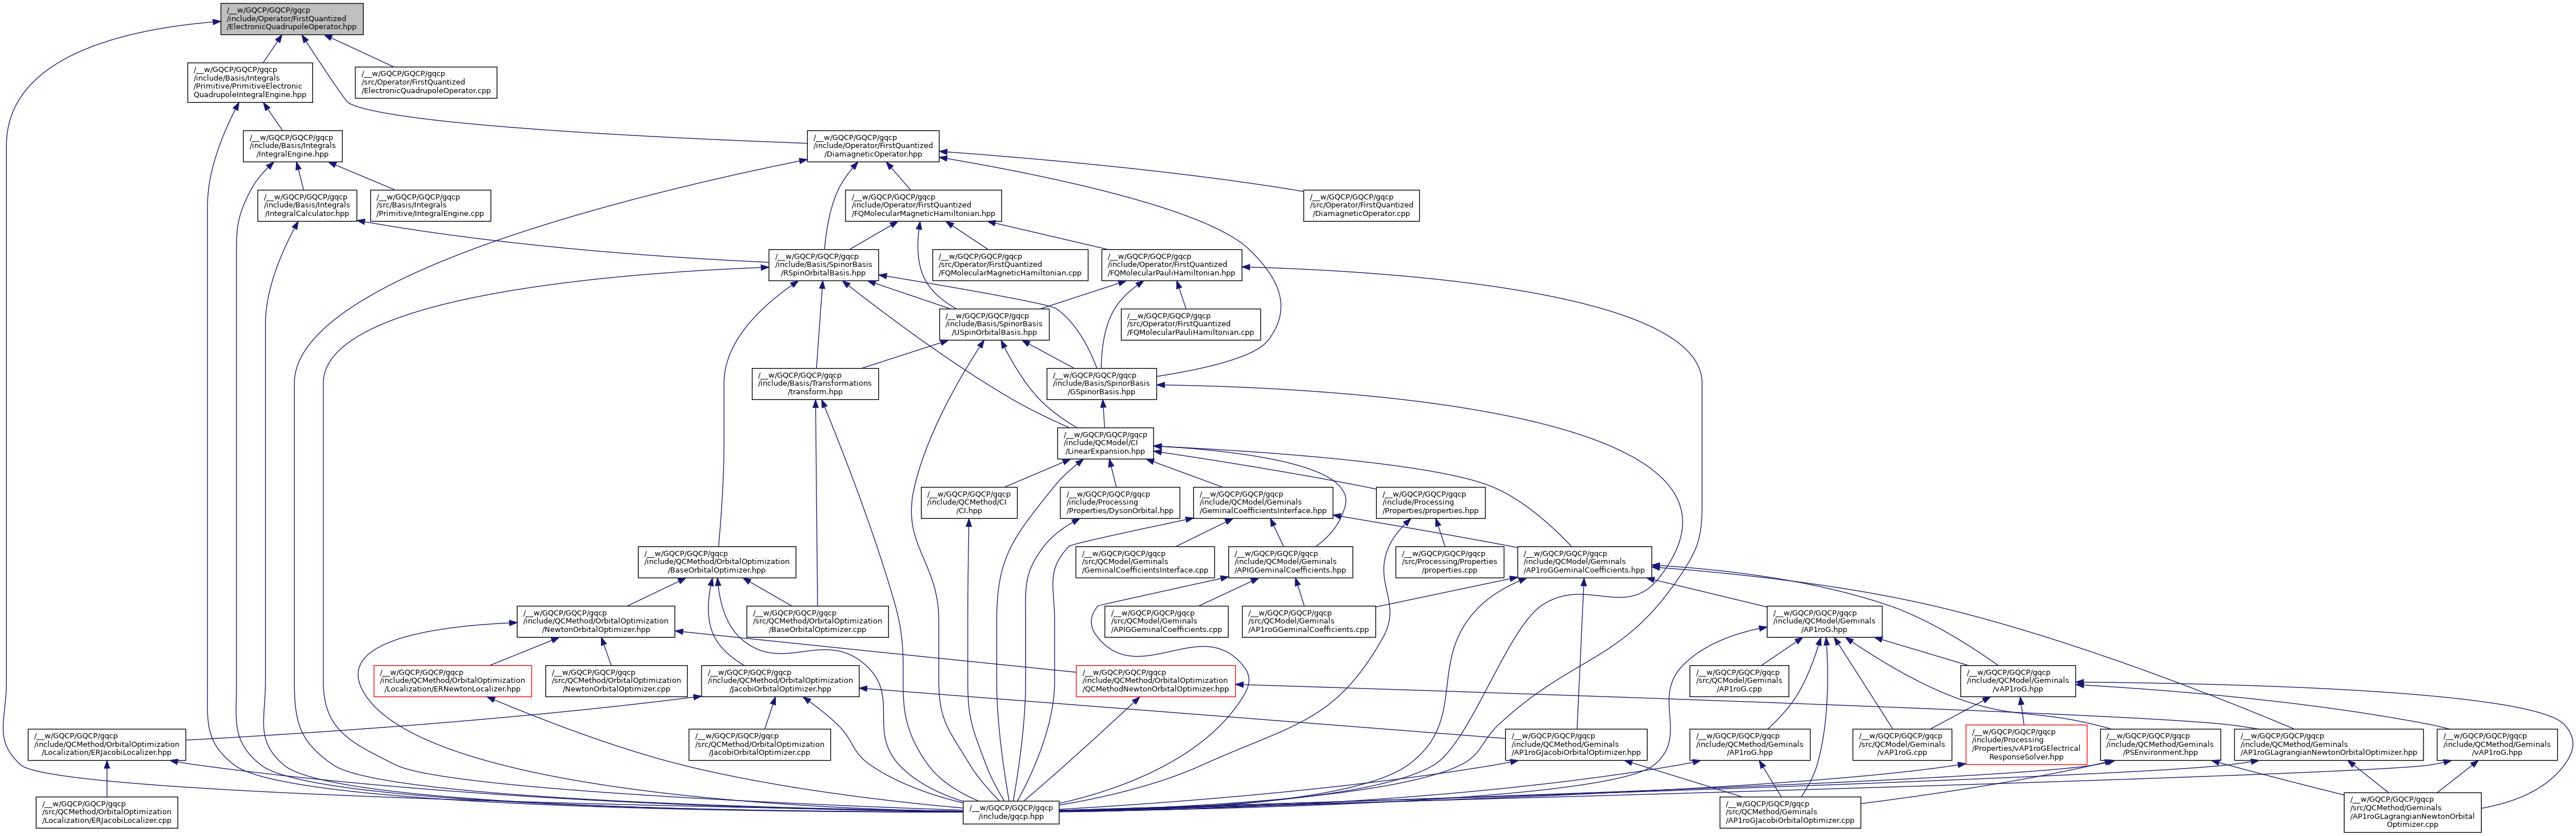 /__w/GQCP/GQCP/gqcp
/include/Operator/FirstQuantized
/ElectronicQuadrupoleOperator.hpp
/__w/GQCP/GQCP/gqcp
/include/Basis/Integrals
/Primitive/PrimitiveElectronic
QuadrupoleIntegralEngine.hpp
/__w/GQCP/GQCP/gqcp
/src/Operator/FirstQuantized
/ElectronicQuadrupoleOperator.cpp
/__w/GQCP/GQCP/gqcp
/include/Basis/Integrals
/IntegralEngine.hpp
/__w/GQCP/GQCP/gqcp
/include/Operator/FirstQuantized
/DiamagneticOperator.hpp
/__w/GQCP/GQCP/gqcp
/include/Basis/Integrals
/IntegralCalculator.hpp
/__w/GQCP/GQCP/gqcp
/src/Basis/Integrals
/Primitive/IntegralEngine.cpp
/__w/GQCP/GQCP/gqcp
/include/Operator/FirstQuantized
/FQMolecularMagneticHamiltonian.hpp
/__w/GQCP/GQCP/gqcp
/src/Operator/FirstQuantized
/DiamagneticOperator.cpp
/__w/GQCP/GQCP/gqcp
/include/Basis/SpinorBasis
/RSpinOrbitalBasis.hpp
/__w/GQCP/GQCP/gqcp
/src/Operator/FirstQuantized
/FQMolecularMagneticHamiltonian.cpp
/__w/GQCP/GQCP/gqcp
/include/Operator/FirstQuantized
/FQMolecularPauliHamiltonian.hpp
/__w/GQCP/GQCP/gqcp
/include/Basis/SpinorBasis
/USpinOrbitalBasis.hpp
/__w/GQCP/GQCP/gqcp
/src/Operator/FirstQuantized
/FQMolecularPauliHamiltonian.cpp
/__w/GQCP/GQCP/gqcp
/include/Basis/Transformations
/transform.hpp
/__w/GQCP/GQCP/gqcp
/include/Basis/SpinorBasis
/GSpinorBasis.hpp
/__w/GQCP/GQCP/gqcp
/include/QCModel/CI
/LinearExpansion.hpp
/__w/GQCP/GQCP/gqcp
/include/QCMethod/CI
/CI.hpp
/__w/GQCP/GQCP/gqcp
/include/Processing
/Properties/DysonOrbital.hpp
/__w/GQCP/GQCP/gqcp
/include/QCModel/Geminals
/GeminalCoefficientsInterface.hpp
/__w/GQCP/GQCP/gqcp
/include/Processing
/Properties/properties.hpp
/__w/GQCP/GQCP/gqcp
/include/QCMethod/OrbitalOptimization
/BaseOrbitalOptimizer.hpp
/__w/GQCP/GQCP/gqcp
/src/QCModel/Geminals
/GeminalCoefficientsInterface.cpp
/__w/GQCP/GQCP/gqcp
/include/QCModel/Geminals
/APIGGeminalCoefficients.hpp
/__w/GQCP/GQCP/gqcp
/src/Processing/Properties
/properties.cpp
/__w/GQCP/GQCP/gqcp
/include/QCModel/Geminals
/AP1roGGeminalCoefficients.hpp
/__w/GQCP/GQCP/gqcp
/include/QCMethod/OrbitalOptimization
/NewtonOrbitalOptimizer.hpp
/__w/GQCP/GQCP/gqcp
/src/QCMethod/OrbitalOptimization
/BaseOrbitalOptimizer.cpp
/__w/GQCP/GQCP/gqcp
/src/QCModel/Geminals
/APIGGeminalCoefficients.cpp
/__w/GQCP/GQCP/gqcp
/src/QCModel/Geminals
/AP1roGGeminalCoefficients.cpp
/__w/GQCP/GQCP/gqcp
/include/QCModel/Geminals
/AP1roG.hpp
/__w/GQCP/GQCP/gqcp
/include/QCMethod/OrbitalOptimization
/Localization/ERNewtonLocalizer.hpp
/__w/GQCP/GQCP/gqcp
/src/QCMethod/OrbitalOptimization
/NewtonOrbitalOptimizer.cpp
/__w/GQCP/GQCP/gqcp
/include/QCMethod/OrbitalOptimization
/JacobiOrbitalOptimizer.hpp
/__w/GQCP/GQCP/gqcp
/include/QCMethod/OrbitalOptimization
/QCMethodNewtonOrbitalOptimizer.hpp
/__w/GQCP/GQCP/gqcp
/src/QCModel/Geminals
/AP1roG.cpp
/__w/GQCP/GQCP/gqcp
/include/QCModel/Geminals
/vAP1roG.hpp
/__w/GQCP/GQCP/gqcp
/include/QCMethod/OrbitalOptimization
/Localization/ERJacobiLocalizer.hpp
/__w/GQCP/GQCP/gqcp
/src/QCMethod/OrbitalOptimization
/JacobiOrbitalOptimizer.cpp
/__w/GQCP/GQCP/gqcp
/include/QCMethod/Geminals
/AP1roGJacobiOrbitalOptimizer.hpp
/__w/GQCP/GQCP/gqcp
/include/QCMethod/Geminals
/AP1roG.hpp
/__w/GQCP/GQCP/gqcp
/src/QCModel/Geminals
/vAP1roG.cpp
/__w/GQCP/GQCP/gqcp
/include/Processing
/Properties/vAP1roGElectrical
ResponseSolver.hpp
/__w/GQCP/GQCP/gqcp
/include/QCMethod/Geminals
/PSEnvironment.hpp
/__w/GQCP/GQCP/gqcp
/include/QCMethod/Geminals
/AP1roGLagrangianNewtonOrbitalOptimizer.hpp
/__w/GQCP/GQCP/gqcp
/include/QCMethod/Geminals
/vAP1roG.hpp
/__w/GQCP/GQCP/gqcp
/src/QCMethod/OrbitalOptimization
/Localization/ERJacobiLocalizer.cpp
/__w/GQCP/GQCP/gqcp
/include/gqcp.hpp
/__w/GQCP/GQCP/gqcp
/src/QCMethod/Geminals
/AP1roGJacobiOrbitalOptimizer.cpp
/__w/GQCP/GQCP/gqcp
/src/QCMethod/Geminals
/AP1roGLagrangianNewtonOrbital
Optimizer.cpp